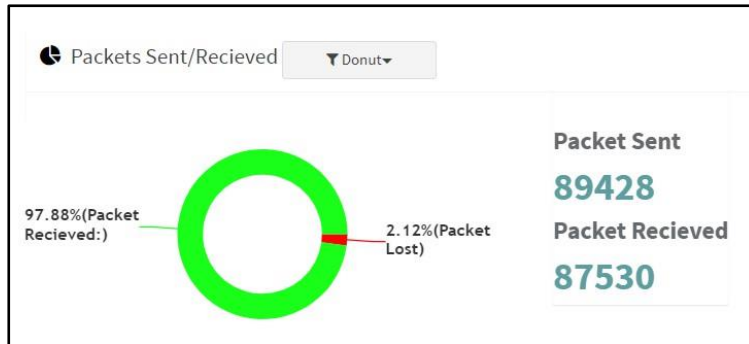 Packets Sent/Recieved
Donut
97.88%(Packet
Recieved:)
2.12%(Packet
Lost)
Packet Sent
89428
Packet Recieved
87530